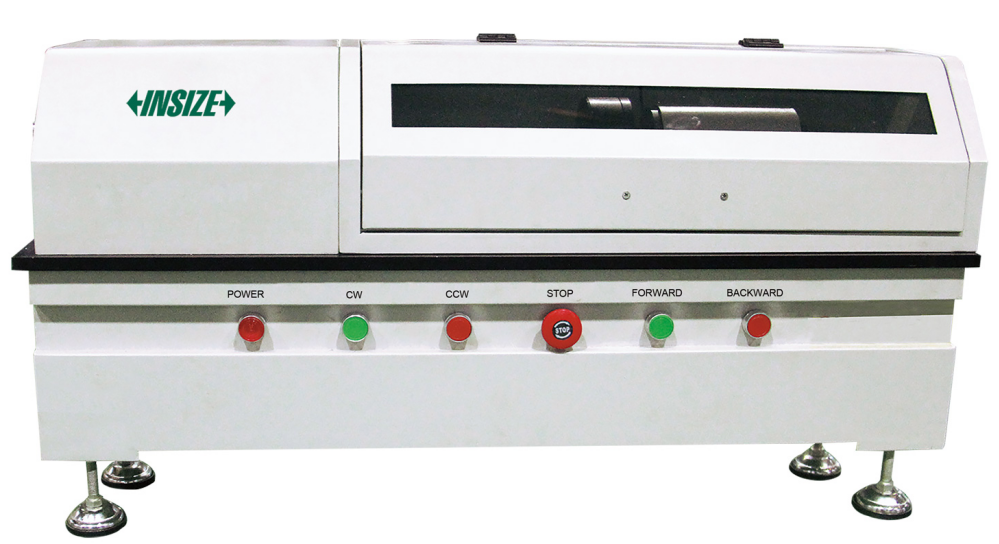 INSIZE
POWER CW CCW STOP FORWARD BACKWARD
STOP